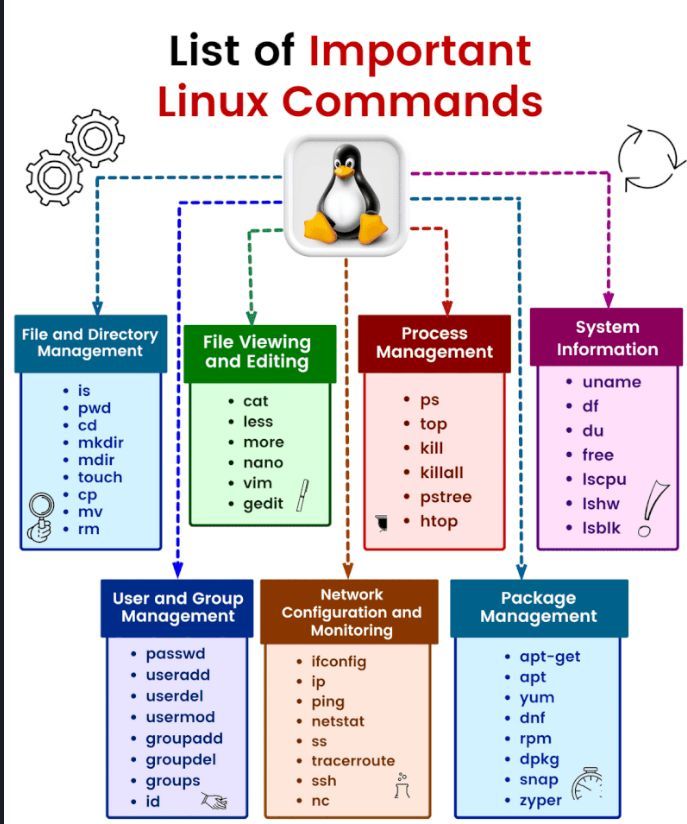 List of Important
Linux Commands
File and Directory
Management
is
pwd
cd
mkdir
mdir
touch
cp
mv
rm
File Viewing
and Editing
cat
less
more
nano
vim
gedit
Process
Management
ps
top
kill
killall
pstree
htop
System
Information
uname
df
du
free
lscpu
lshw
lsblk
User and Group
Management
passwd
useradd
userdel
usermod
groupadd
groupdel
groups
id
Network
Configuration and
Monitoring
ifconfig
ip
ping
netstat
ss
tracerroute
ssh
nc
Package
Management
apt-get
apt
yum
dnf
rpm
dpkg
snap
zyper